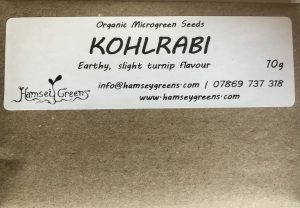 Organic Microgreen Seeds
KOHLRABI
Earthy, slight turnip flavour 10g
Hamsey Greens
info@hamseygreens.com | 07869 737 318
www.hamseygreens.com